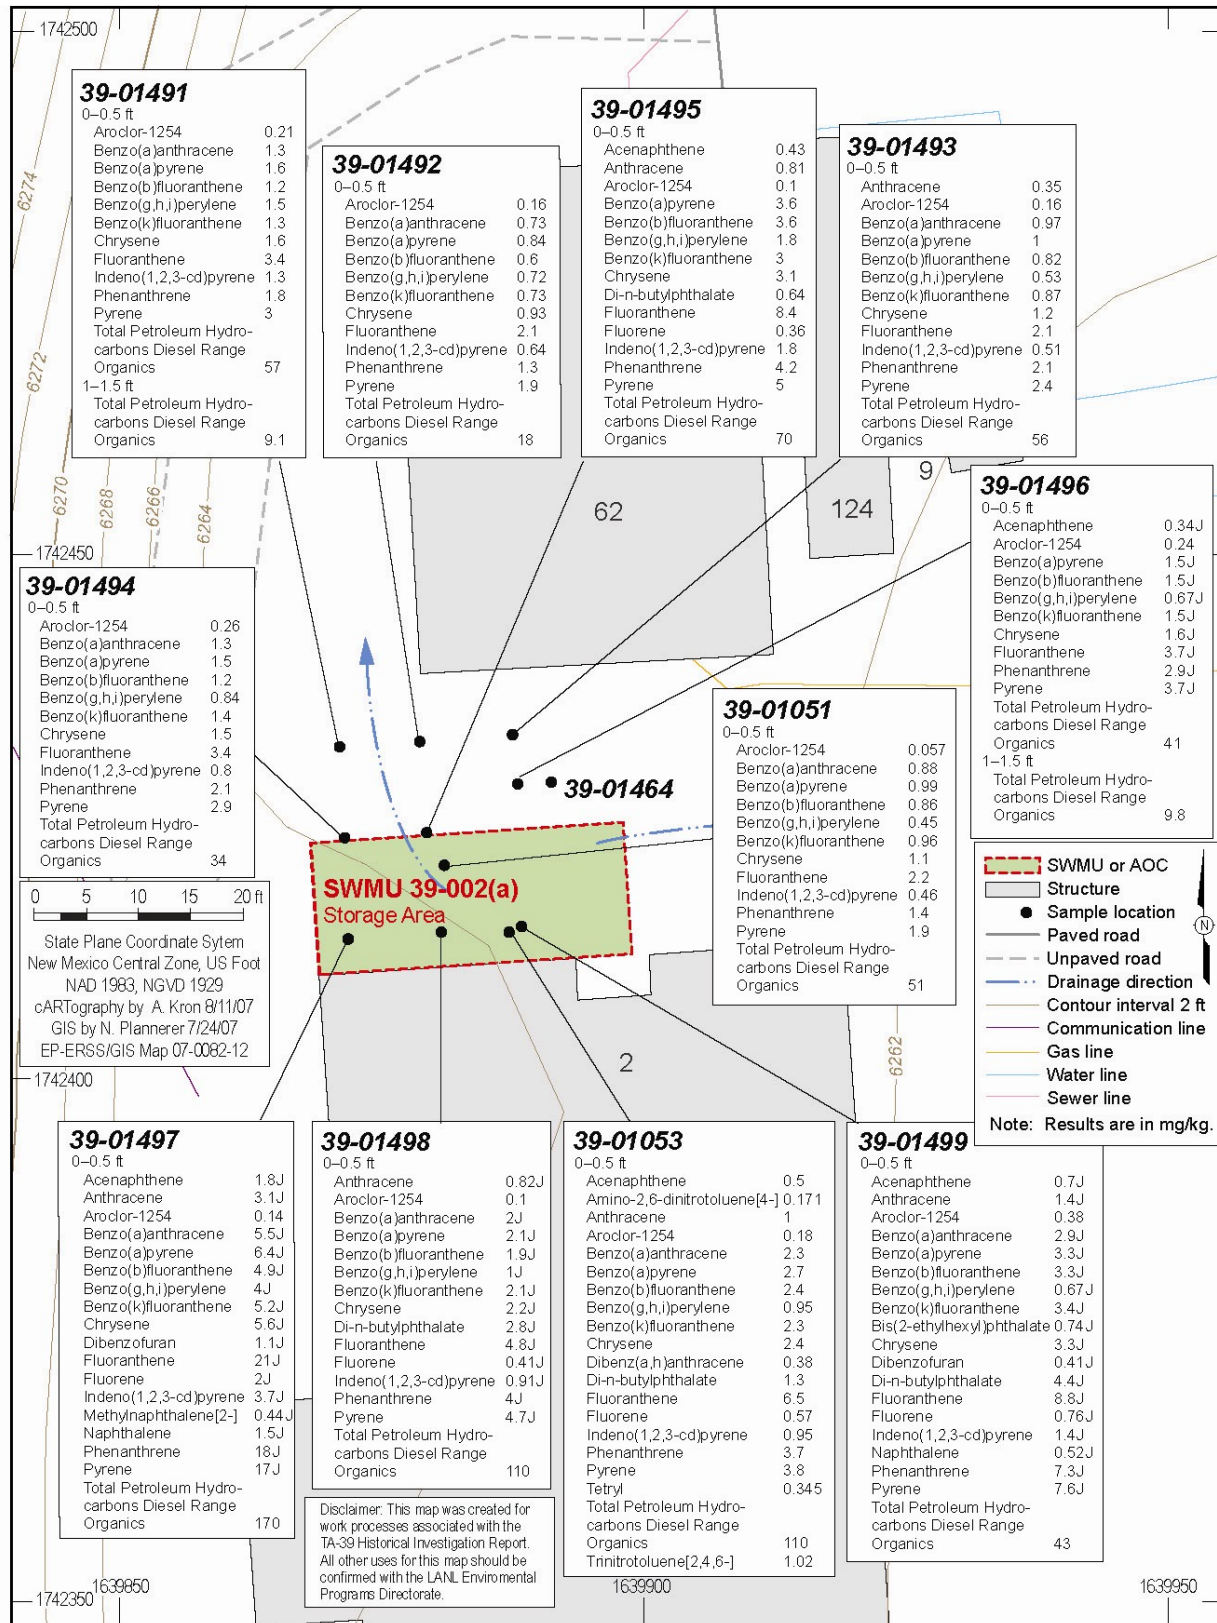 1742500
39-01491
0–0.5 ft
Aroclor-1254 0.21
Benzo(a)anthracene 1.3
Benzo(a)pyrene 1.6
Benzo(b)fluoranthene 1.2
Benzo(g,h,i)perylene 1.5
Benzo(k)fluoranthene 1.3
Chrysene 1.6
Fluoranthene 3.4
Indeno(1,2,3-cd)pyrene 1.3
Phenanthrene 1.8
Pyrene 3
Total Petroleum Hydro-
carbons Diesel Range
Organics 57
1–1.5 ft
Total Petroleum Hydro-
carbons Diesel Range
Organics 9.1
39-01492
0–0.5 ft
Aroclor-1254 0.16
Benzo(a)anthracene 0.73
Benzo(a)pyrene 0.84
Benzo(b)fluoranthene 0.6
Benzo(g,h,i)perylene 0.72
Benzo(k)fluoranthene 0.73
Chrysene 0.93
Fluoranthene 2.1
Indeno(1,2,3-cd)pyrene 0.64
Phenanthrene 1.3
Pyrene 1.9
Total Petroleum Hydro-
carbons Diesel Range
Organics 18
39-01495
0–0.5 ft
Acenaphthene 0.43
Anthracene 0.81
Aroclor-1254 0.1
Benzo(a)pyrene 3.6
Benzo(b)fluoranthene 3.6
Benzo(g,h,i)perylene 1.8
Benzo(k)fluoranthene 3
Chrysene 3.1
Di-n-butylphthalate 0.64
Fluoranthene 8.4
Fluorene 0.36
Indeno(1,2,3-cd)pyrene 1.8
Phenanthrene 4.2
Pyrene 5
Total Petroleum Hydro-
carbons Diesel Range
Organics 70
39-01493
0–0.5 ft
Anthracene 0.35
Aroclor-1254 0.16
Benzo(a)anthracene 0.97
Benzo(a)pyrene 1
Benzo(b)fluoranthene 0.82
Benzo(g,h,i)perylene 0.53
Benzo(k)fluoranthene 0.87
Chrysene 1.2
Fluoranthene 2.1
Indeno(1,2,3-cd)pyrene 0.51
Phenanthrene 2.1
Pyrene 2.4
Total Petroleum Hydro-
carbons Diesel Range
Organics 56
6274
6272
6270
6268
6266
6264
62
124
9
39-01496
0–0.5 ft
Acenaphthene 0.34J
Aroclor-1254 0.24
Benzo(a)pyrene 1.5J
Benzo(b)fluoranthene 1.5J
Benzo(g,h,i)perylene 0.67J
Benzo(k)fluoranthene 1.5J
Chrysene 1.6J
Fluoranthene 3.7J
Phenanthrene 2.9J
Pyrene 3.7J
Total Petroleum Hydro-
carbons Diesel Range
Organics 41
1–1.5 ft
Total Petroleum Hydro-
carbons Diesel Range
Organics 9.8
1742450
39-01494
0–0.5 ft
Aroclor-1254 0.26
Benzo(a)anthracene 1.3
Benzo(a)pyrene 1.5
Benzo(b)fluoranthene 1.2
Benzo(g,h,i)perylene 0.84
Benzo(k)fluoranthene 1.4
Chrysene 1.5
Fluoranthene 3.4
Indeno(1,2,3-cd)pyrene 0.8
Phenanthrene 2.1
Pyrene 2.9
Total Petroleum Hydro-
carbons Diesel Range
Organics 34
39-01464
39-01051
0–0.5 ft
Aroclor-1254 0.057
Benzo(a)anthracene 0.88
Benzo(a)pyrene 0.99
Benzo(b)fluoranthene 0.86
Benzo(g,h,i)perylene 0.45
Benzo(k)fluoranthene 0.96
Chrysene 1.1
Fluoranthene 2.2
Indeno(1,2,3-cd)pyrene 0.46
Phenanthrene 1.4
Pyrene 1.9
Total Petroleum Hydro-
carbons Diesel Range
Organics 51
SWMU 39-002(a)
Storage Area
0 5 10 15 20 ft
State Plane Coordinate Sytem
New Mexico Central Zone, US Foot
NAD 1983, NGVD 1929
cARTography by A. Kron 8/11/07
GIS by N. Plannerer 7/24/07
EP-ERSS/GIS Map 07-0082-12
SWMU or AOC
Structure
Sample location
Paved road
Unpaved road
Drainage direction
Contour interval 2 ft
Communication line
Gas line
Water line
Sewer line
N
Note: Results are in mg/kg.
2
6262
1742400
39-01497
0–0.5 ft
Acenaphthene 1.8J
Anthracene 3.1J
Aroclor-1254 0.14
Benzo(a)anthracene 5.5J
Benzo(a)pyrene 6.4J
Benzo(b)fluoranthene 4.9J
Benzo(g,h,i)perylene 4J
Benzo(k)fluoranthene 5.2J
Chrysene 5.6J
Dibenzofuran 1.1J
Fluoranthene 21J
Fluorene 2J
Indeno(1,2,3-cd)pyrene 3.7J
Methylnaphthalene[2-] 0.44J
Naphthalene 1.5J
Phenanthrene 18J
Pyrene 17J
Total Petroleum Hydro-
carbons Diesel Range
Organics 170
39-01498
0–0.5 ft
Anthracene 0.82J
Aroclor-1254 0.1
Benzo(a)anthracene 2J
Benzo(a)pyrene 2.1J
Benzo(b)fluoranthene 1.9J
Benzo(g,h,i)perylene 1J
Benzo(k)fluoranthene 2.1J
Chrysene 2.2J
Di-n-butylphthalate 2.8J
Fluoranthene 4.8J
Fluorene 0.41J
Indeno(1,2,3-cd)pyrene 0.91J
Phenanthrene 4J
Pyrene 4.7J
Total Petroleum Hydro-
carbons Diesel Range
Organics 110
39-01053
0–0.5 ft
Acenaphthene 0.5
Amino-2,6-dinitrotoluene[4-] 0.171
Anthracene 1
Aroclor-1254 0.18
Benzo(a)anthracene 2.3
Benzo(a)pyrene 2.7
Benzo(b)fluoranthene 2.4
Benzo(g,h,i)perylene 0.95
Benzo(k)fluoranthene 2.3
Chrysene 2.4
Dibenz(a,h)anthracene 0.38
Di-n-butylphthalate 1.3
Fluoranthene 6.5
Fluorene 0.57
Indeno(1,2,3-cd)pyrene 0.95
Phenanthrene 3.7
Pyrene 3.8
Tetryl 0.345
Total Petroleum Hydro-
carbons Diesel Range
Organics 110
Trinitrotoluene[2,4,6-] 1.02
39-01499
0–0.5 ft
Acenaphthene 0.7J
Anthracene 1.4J
Aroclor-1254 0.38
Benzo(a)anthracene 2.9J
Benzo(a)pyrene 3.3J
Benzo(b)fluoranthene 3.3J
Benzo(g,h,i)perylene 0.67J
Benzo(k)fluoranthene 3.4J
Bis(2-ethylhexyl)phthalate 0.74J
Chrysene 3.3J
Dibenzofuran 0.41J
Di-n-butylphthalate 4.4J
Fluoranthene 8.8J
Fluorene 0.76J
Indeno(1,2,3-cd)pyrene 1.4J
Naphthalene 0.52J
Phenanthrene 7.3J
Pyrene 7.6J
Total Petroleum Hydro-
carbons Diesel Range
Organics 43
Disclaimer: This map was created for
work processes associated with the
TA-39 Historical Investigation Report.
All other uses for this map should be
confirmed with the LANL Enviromental
Programs Directorate.
1742350
1639850
1639900
1639950